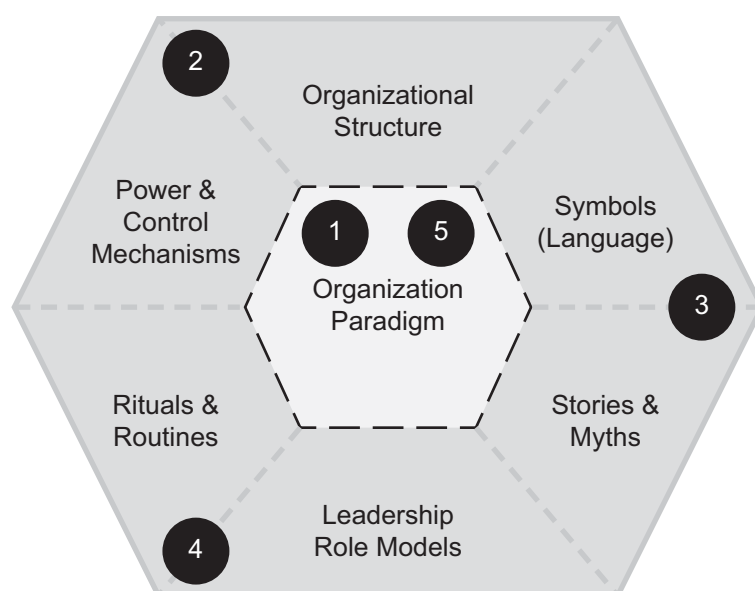 2
Organizational
Structure
Power &
Control
Mechanisms
Symbols
(Language)
1
5
Organization
Paradigm
3
Rituals &
Routines
Stories &
Myths
4
Leadership
Role Models